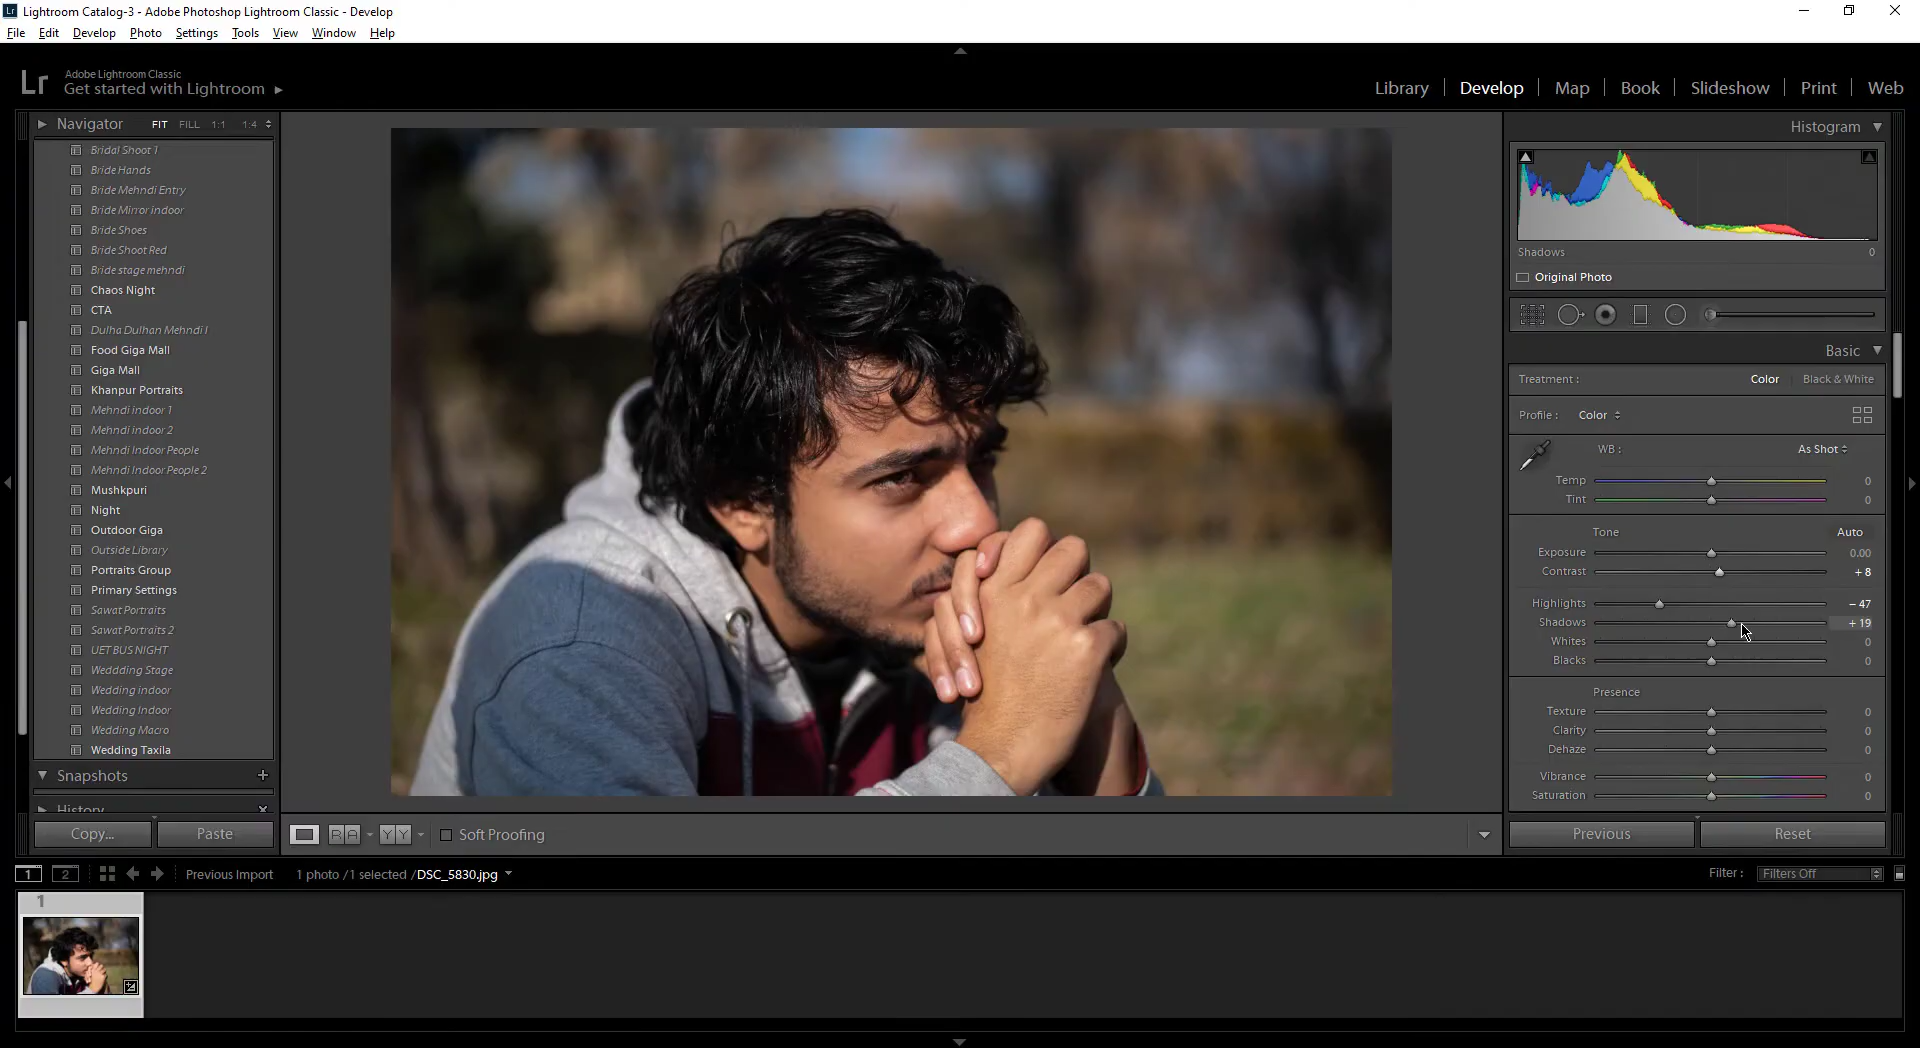 Lightroom Catalog-3 - Adobe Photoshop Lightroom Classic - Develop
File Edit Develop Photo Settings Tools View Window Help
Lr Adobe Lightroom Classic
Get started with Lightroom
Library Develop Map Book Slideshow Print Web
Navigator FIT FILL 1:1 1:4
Bridal Shoot 1
Bride Hands
Bride Mehndi Entry
Bride Mirror indoor
Bride Shoes
Bride Shoot Red
Bride stage mehndi
Chaos Night
CTA
Dulha Dulhan Mehndi I
Food Giga Mall
Giga Mall
Khanpur Portraits
Mehndi indoor 1
Mehndi indoor 2
Mehndi Indoor People
Mehndi Indoor People 2
Mushkpuri
Night
Outdoor Giga
Outside Library
Portraits Group
Primary Settings
Sawat Portraits
Sawat Portraits 2
UET BUS NIGHT
Weddding Stage
Wedding indoor
Wedding Indoor
Wedding Macro
Wedding Taxila
Snapshots +
History
Copy... Paste
Histogram
Shadows 0
Original Photo
Basic
Treatment : Color Black & White
Profile : Color
WB : As Shot
Temp 0
Tint 0
Tone Auto
Exposure 0.00
Contrast + 8
Highlights – 47
Shadows + 19
Whites 0
Blacks 0
Presence
Texture 0
Clarity 0
Dehaze 0
Vibrance 0
Saturation 0
Previous Reset
R A Y Y Soft Proofing
1 2 Previous Import 1 photo / 1 selected / DSC_5830.jpg Filter : Filters Off
1